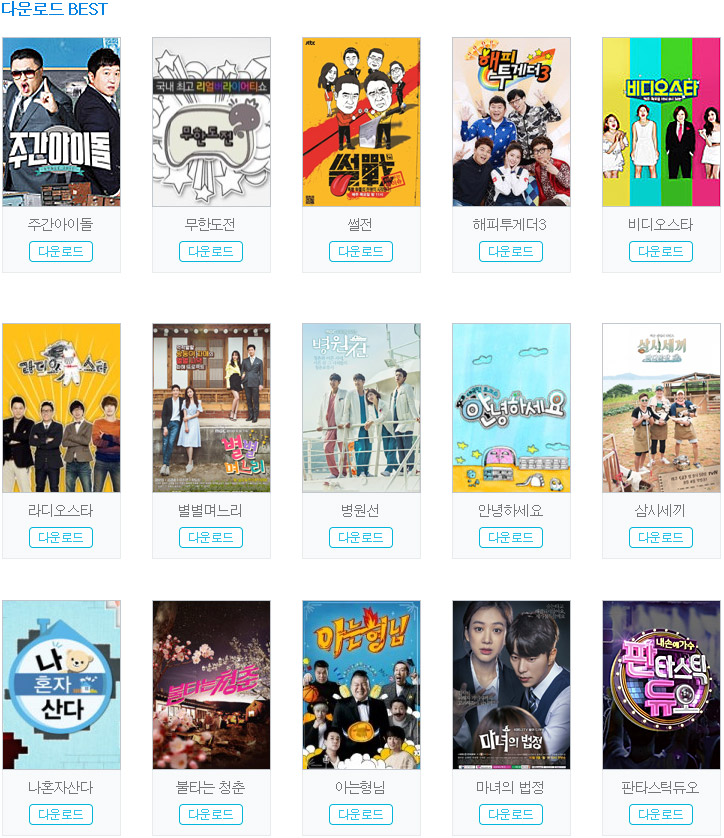 다운로드 BEST
주간아이돌
국내 최고 리얼버라이어티쇼
무한도전
jtbc
썰戰
해피
투게더3
비디오스타
주간아이돌
무한도전
썰전
해피투게더3
비디오스타
다운로드
다운로드
다운로드
다운로드
다운로드
라디오스타
별별
며느리
병원선
안녕하세요
삼시세끼
라디오스타
별별며느리
병원선
안녕하세요
삼시세끼
다운로드
다운로드
다운로드
다운로드
다운로드
나
혼자
산다
불타는 청춘
아는형님
마녀의 법정
내손에가수
판타스틱
듀오
나혼자산다
불타는 청춘
아는형님
마녀의 법정
판타스틱듀오
다운로드
다운로드
다운로드
다운로드
다운로드